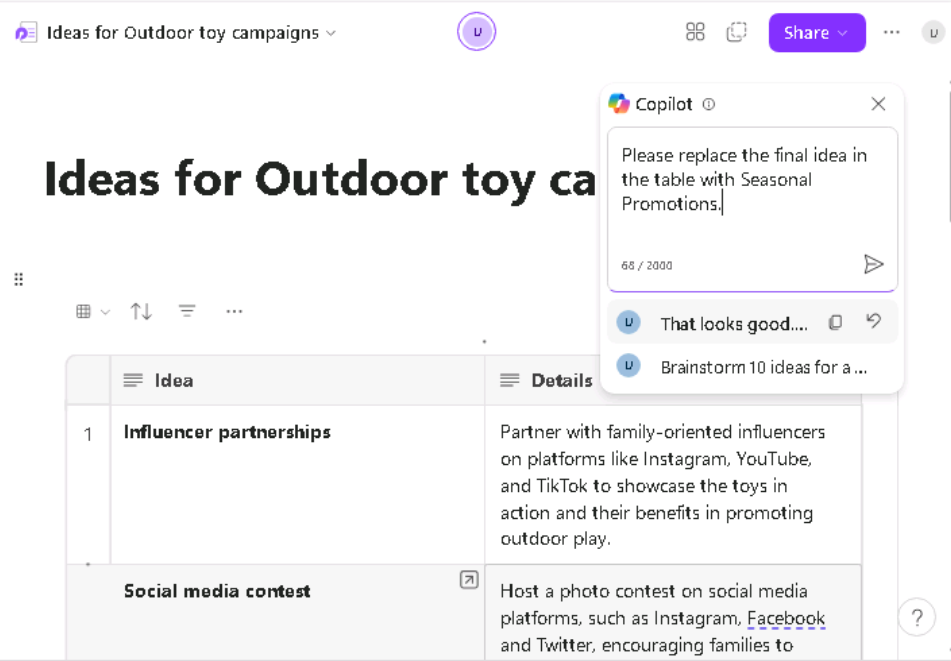 Ideas for Outdoor toy campaigns
U
Share
U
Copilot
Please replace the final idea in
the table with Seasonal
Promotions.
68 / 2000
U That looks good....
U Brainstorm 10 ideas for a ...
Ideas for Outdoor toy ca
Idea Details
1 Influencer partnerships
Partner with family-oriented influencers
on platforms like Instagram, YouTube,
and TikTok to showcase the toys in
action and their benefits in promoting
outdoor play.
Social media contest
Host a photo contest on social media
platforms, such as Instagram, Facebook
and Twitter, encouraging families to
?